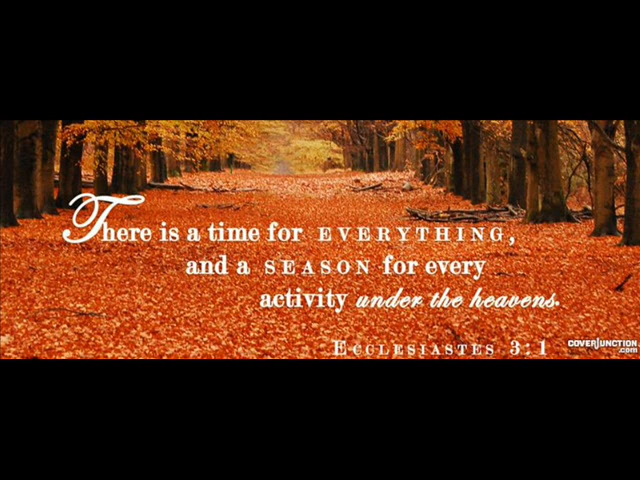 There is a time for EVERYTHING,
and a SEASON for every
activity under the heavens.
ECCLESIASTES 3:1
COVERJUNCTION
.com